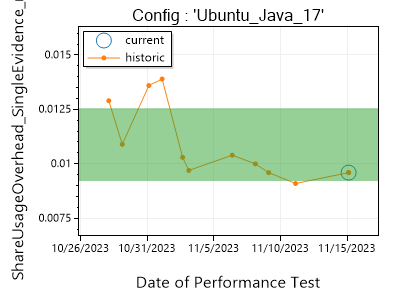 Config : 'Ubuntu_Java_17'
current
historic
ShareUsageOverhead_SingleEvidence_
0.015
0.0125
0.01
0.0075
10/26/2023 10/31/2023 11/5/2023 11/10/2023 11/15/2023
Date of Performance Test